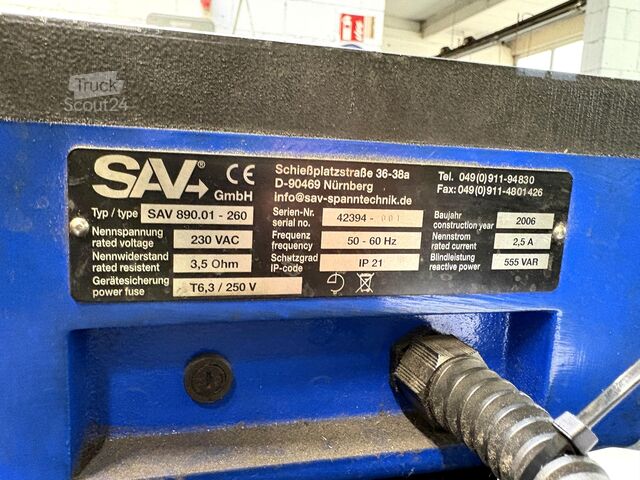 Truck
Scout24
SAV® GmbH CE
Schießplatzstraße 36-38a
D-90469 Nürnberg
info@sav-spanntechnik.com
Tel. 049(0)911-94830
Fax: 049(0)911-4801426
Typ / type SAV 890.01 - 260
Nennspannung
rated voltage 230 VAC
Nennwiderstand
rated resistent 3,5 Ohm
Gerätesicherung
power fuse T6,3 / 250 V
Serien-Nr.
serial no. 42394 - 001
Frequenz
frequency 50 - 60 Hz
Schutzgrad
IP-code IP 21
Baujahr
construction year 2006
Nennstrom
rated current 2,5 A
Blindleistung
reactive power 555 VAR